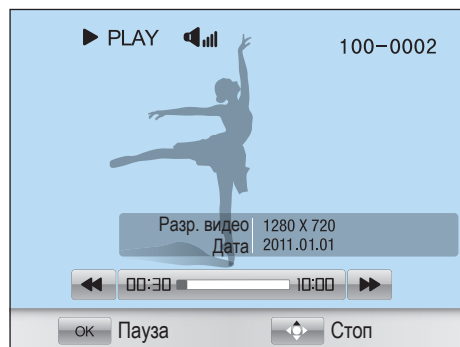 PLAY
100-0002
Разр. видео 1280 X 720
Дата 2011.01.01
00:30 10:00
OK Пауза Стоп